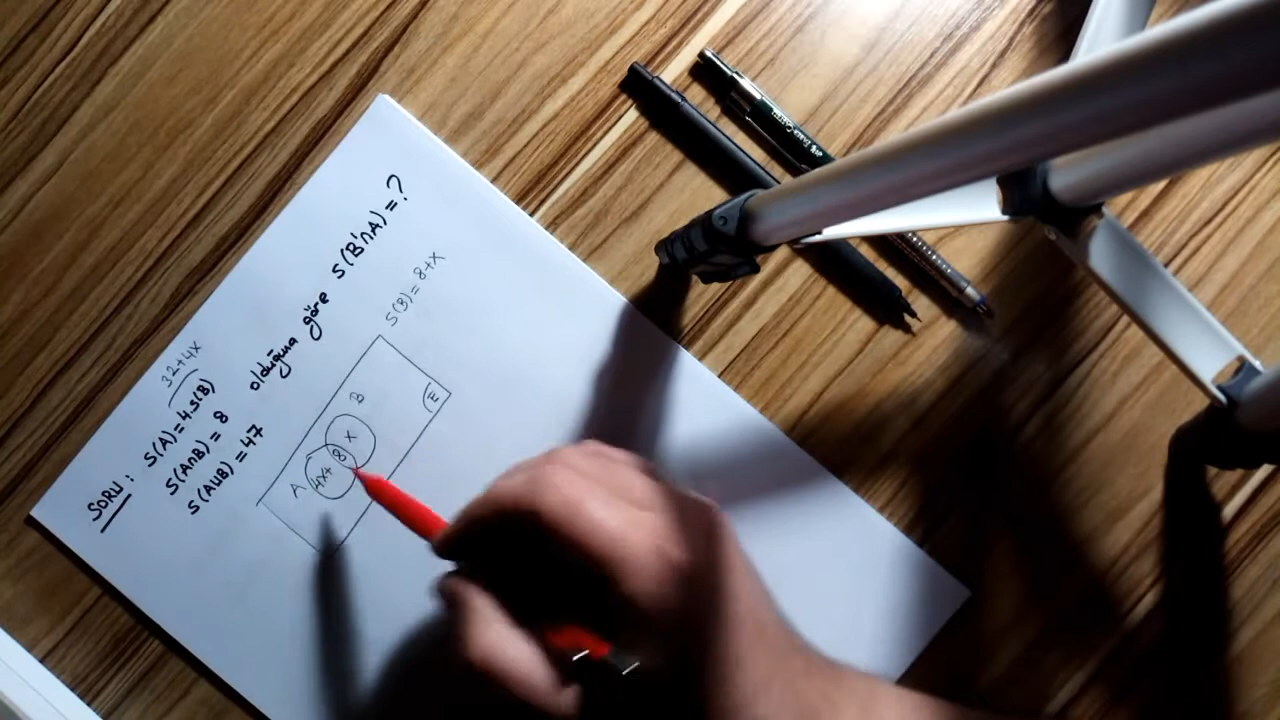 SORU:
32+4x
S(A)=4.S(B)
S(A∩B) = 8
S(A∪B) = 47
olduğuna göre S(B'∩A) = ?
S(B) = 8+x
A
B
4x+
8
x
E